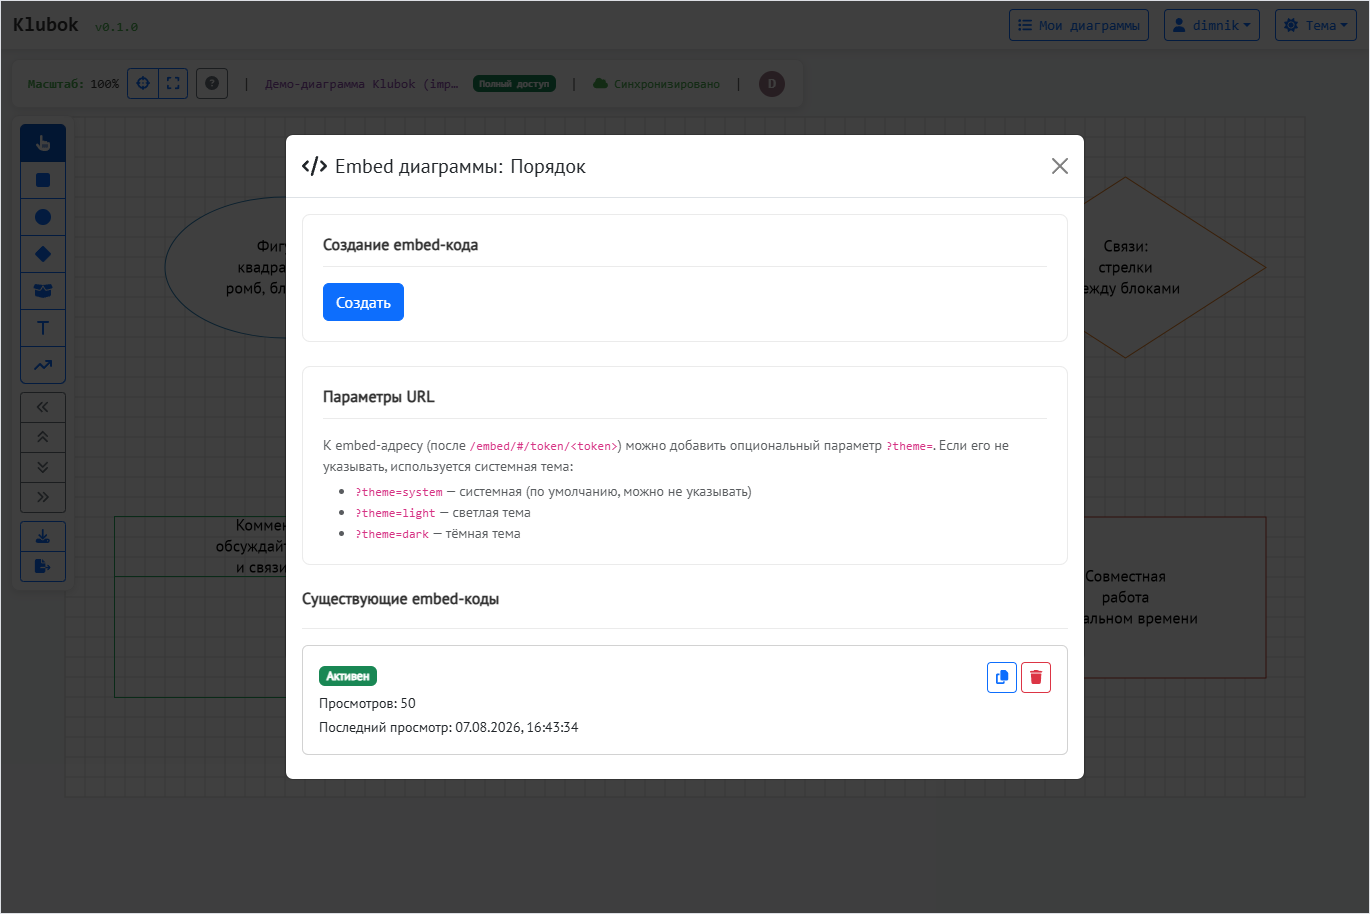 Klubok v0.1.0
Мои диаграммы
dimnik
Тема
Масштаб: 100%
?
Демо-диаграмма Klubok (imp…
Полный доступ
Синхронизировано
D
Embed диаграммы: Порядок
Создание embed-кода
Создать
Параметры URL
К embed-адресу (после /embed/#/token/<token>) можно добавить опциональный параметр ?theme=. Если его не
указывать, используется системная тема:
?theme=system — системная (по умолчанию, можно не указывать)
?theme=light — светлая тема
?theme=dark — тёмная тема
Существующие embed-коды
Активен
Просмотров: 50
Последний просмотр: 07.08.2026, 16:43:34
T
Связи:
стрелки
блоками
и связи
Совместная
работа
времени